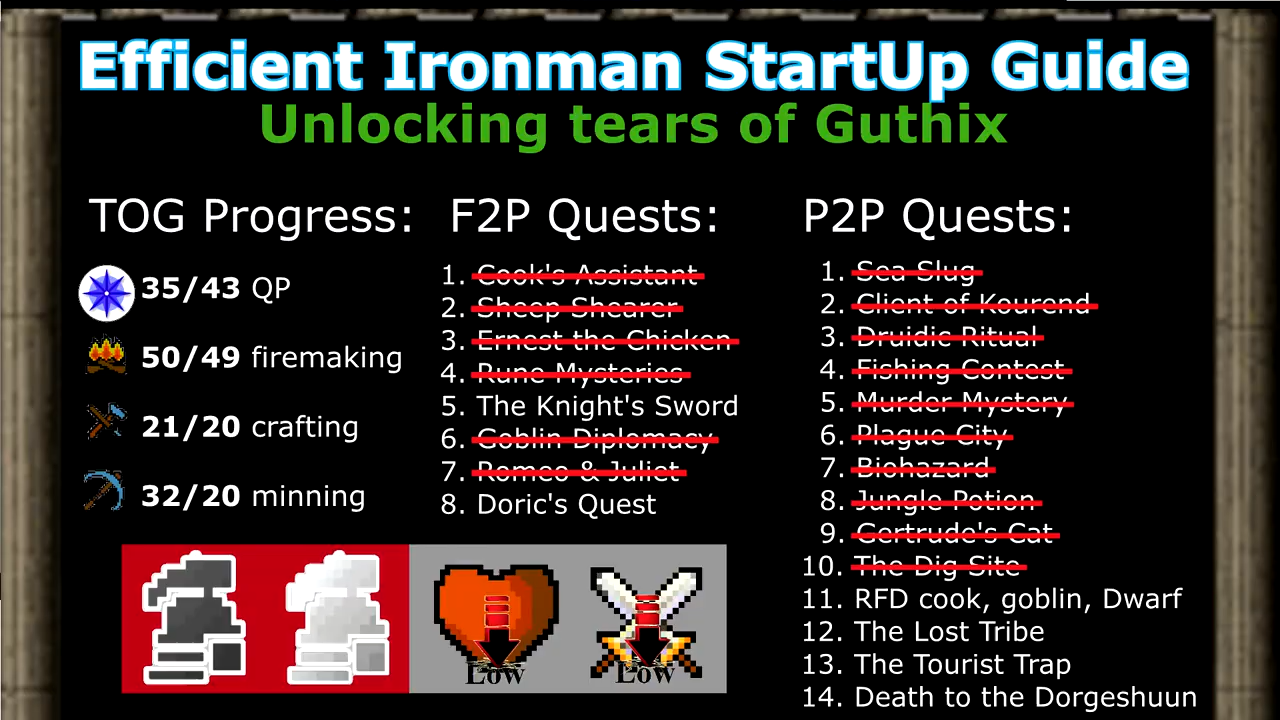 Efficient Ironman StartUp Guide
Unlocking tears of Guthix
TOG Progress:
35/43 QP
50/49 firemaking
21/20 crafting
32/20 minning
F2P Quests:
1. Cook's Assistant
2. Sheep Shearer
3. Ernest the Chicken
4. Rune Mysteries
5. The Knight's Sword
6. Goblin Diplomacy
7. Romeo & Juliet
8. Doric's Quest
P2P Quests:
1. Sea Slug
2. Client of Kourend
3. Druidic Ritual
4. Fishing Contest
5. Murder Mystery
6. Plague City
7. Biohazard
8. Jungle Potion
9. Gertrude's Cat
10. The Dig Site
11. RFD cook, goblin, Dwarf
12. The Lost Tribe
13. The Tourist Trap
14. Death to the Dorgeshuun
Low
Low